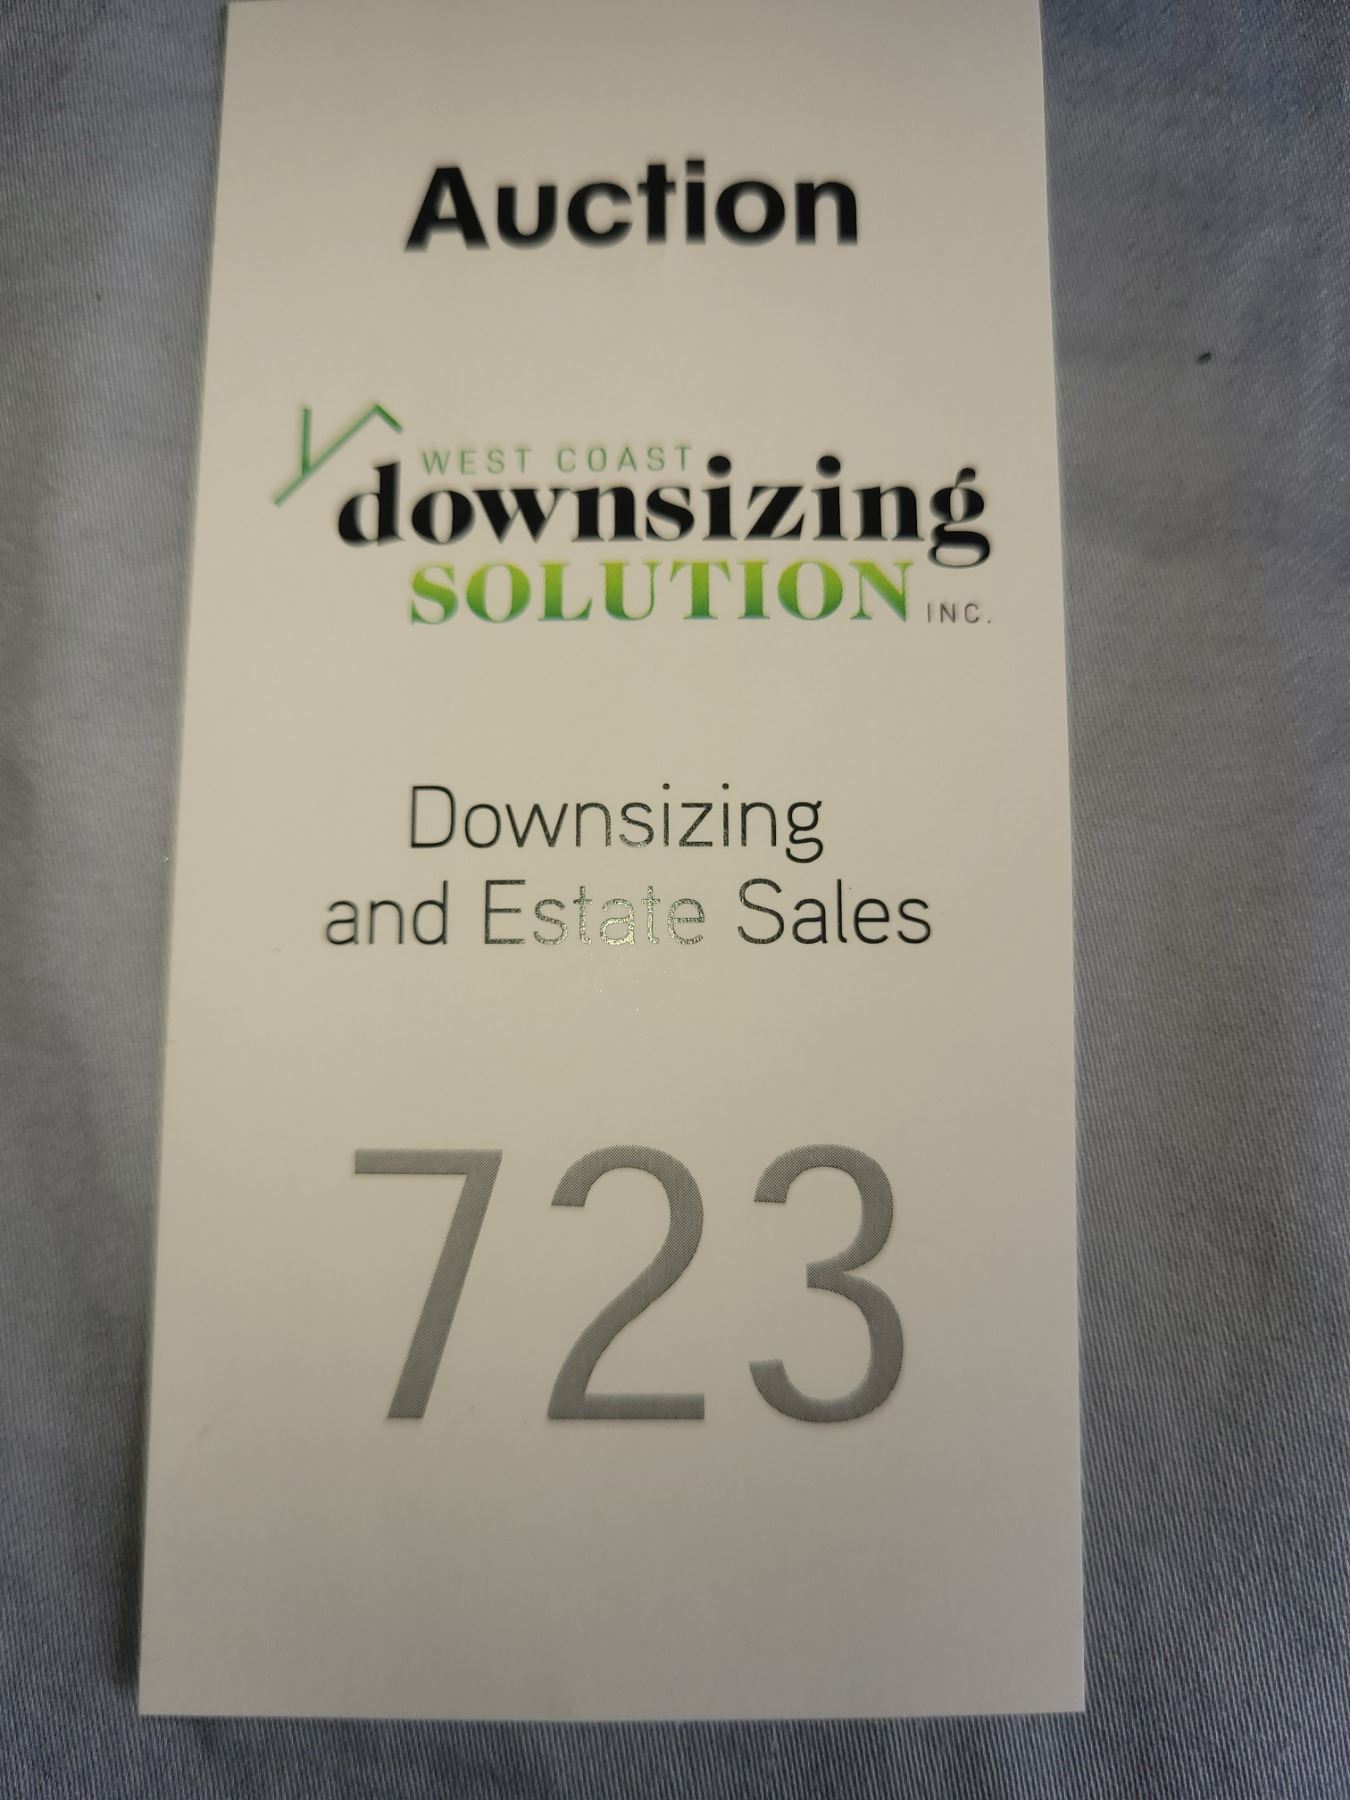 Auction
WEST COAST
downsizing
SOLUTION INC.
Downsizing
and Estate Sales
723